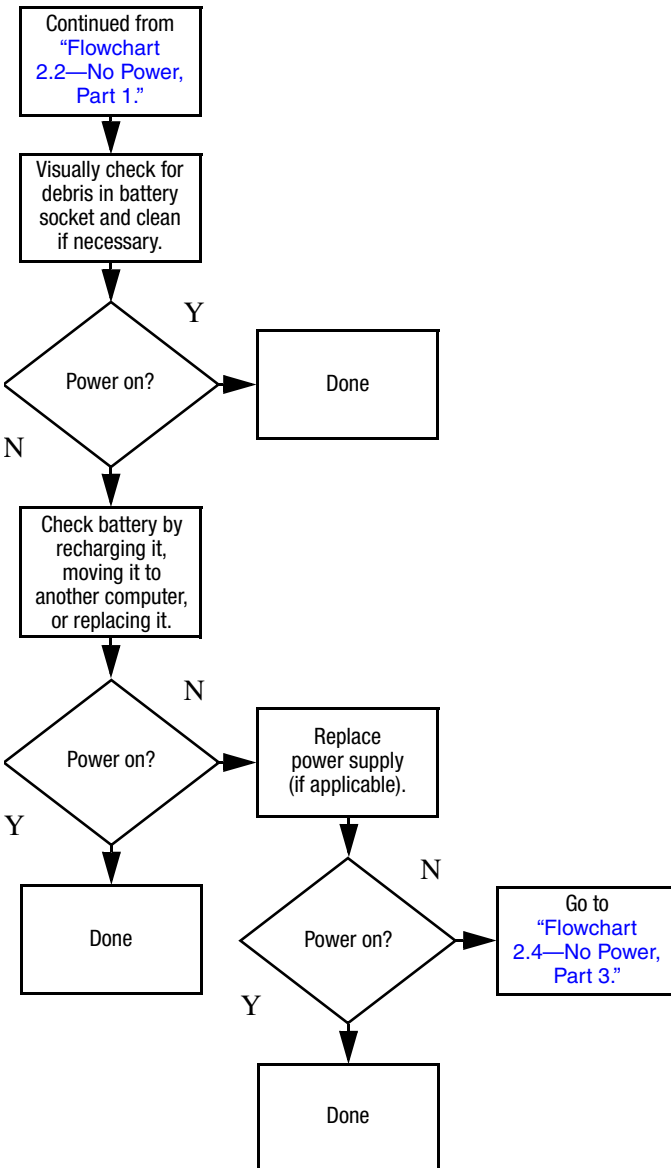 Continued from
“Flowchart
2.2—No Power,
Part 1.”
Visually check for
debris in battery
socket and clean
if necessary.
Y
Power on?
Done
N
Check battery by
recharging it,
moving it to
another computer,
or replacing it.
N
Power on?
Replace
power supply
(if applicable).
Y
Done
N
Power on?
Go to
“Flowchart
2.4—No Power,
Part 3.”
Y
Done